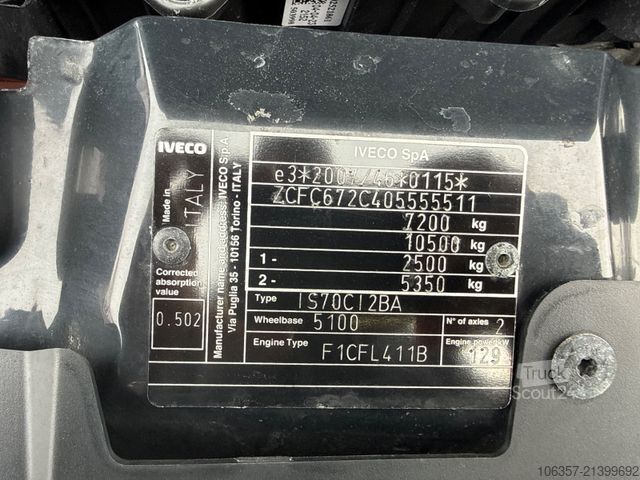 IVECO
Made in
ITALY
Corrected
absorption
value
0.502
Manufacturer name and address: IVECO S.p.A.
Via Puglia 35 - 10156 Torino - ITALY
IVECO SpA
e3*2007/46*0115*
ZCFC672C405555511
7200 kg
10500 kg
1- 2500 kg
2- 5350 kg
Type IS70CI2BA
Wheelbase 5100 N° of axles 2
Engine Type F1CFL411B Engine power kW 129
Truck
Scout24
106357-21399692